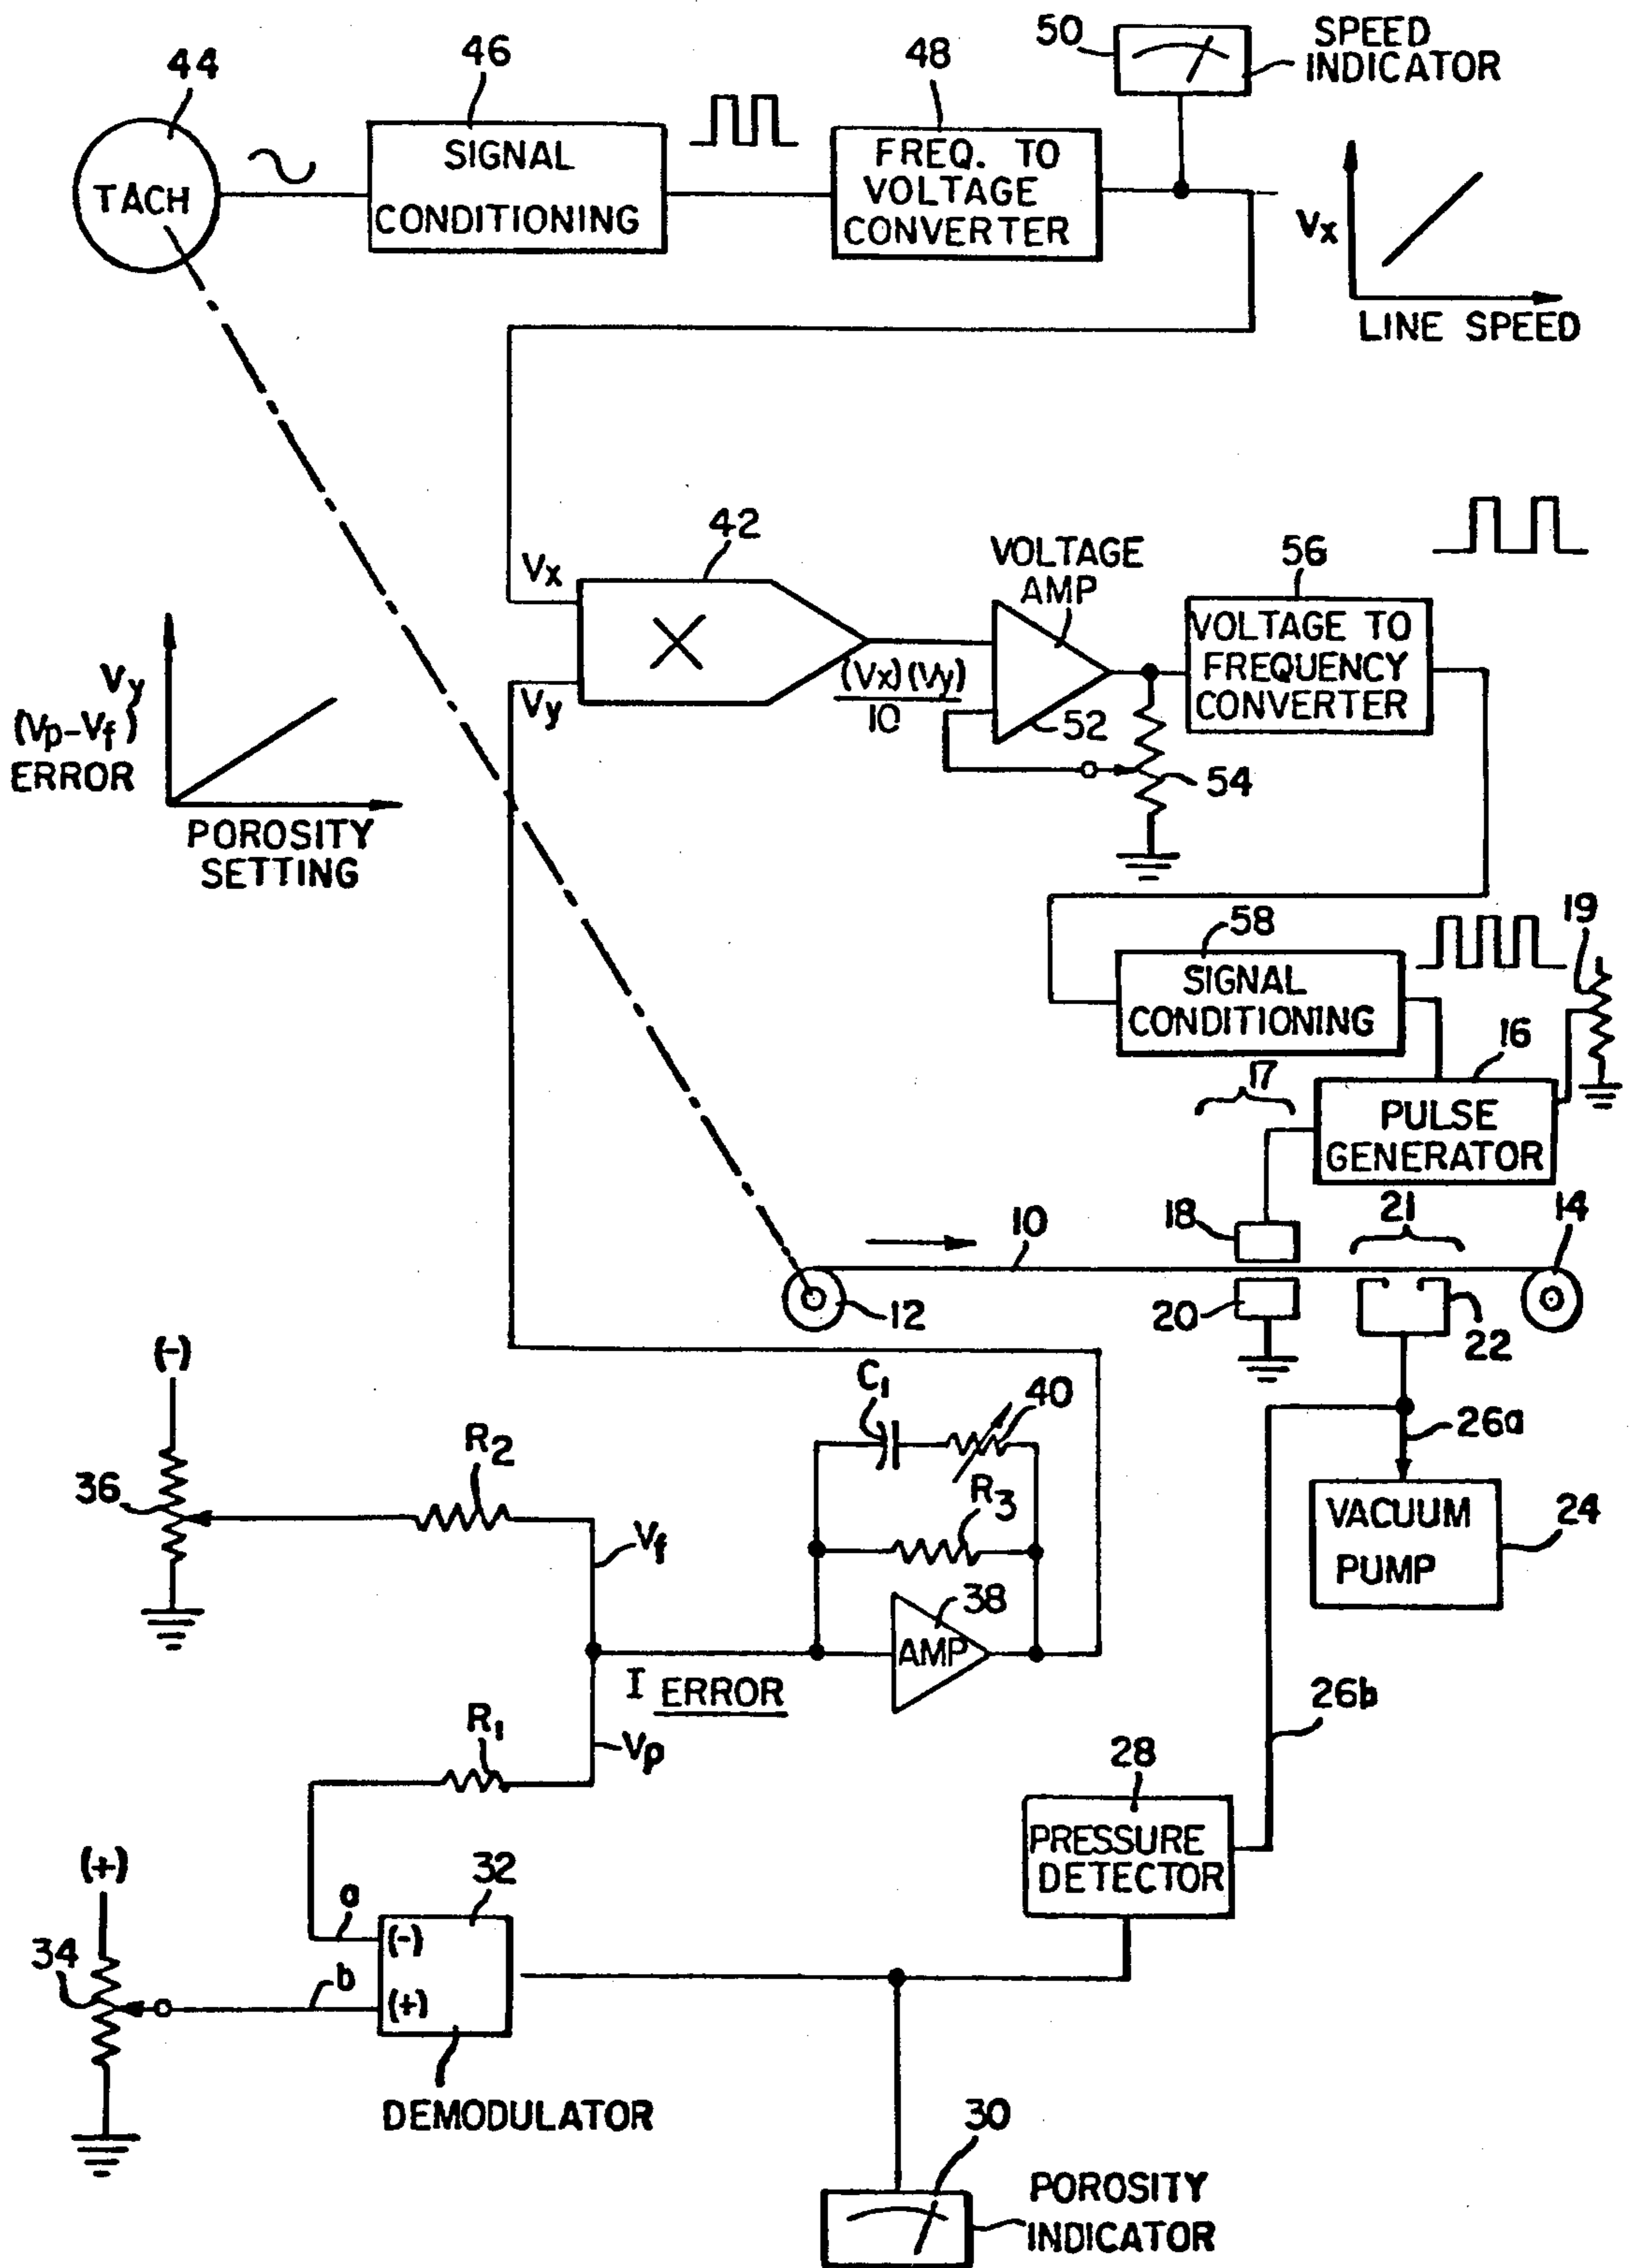 44
46
50
SPEED
INDICATOR
48
TACH
SIGNAL
CONDITIONING
FREQ. TO
VOLTAGE
CONVERTER
Vx
LINE SPEED
42
VOLTAGE
AMP
56
Vx
X
Vy
(Vx)(Vy)
10
52
54
VOLTAGE TO
FREQUENCY
CONVERTER
Vy
(Vp-Vf)
ERROR
POROSITY
SETTING
58
19
SIGNAL
CONDITIONING
16
17
PULSE
GENERATOR
18
10
21
14
12
20
22
(-)
C1
40
26a
R2
36
R3
Vf
VACUUM
PUMP
24
38
AMP
I ERROR
26b
R1
Vp
28
PRESSURE
DETECTOR
(+)
32
a
(-)
34
b
(+)
DEMODULATOR
30
POROSITY
INDICATOR